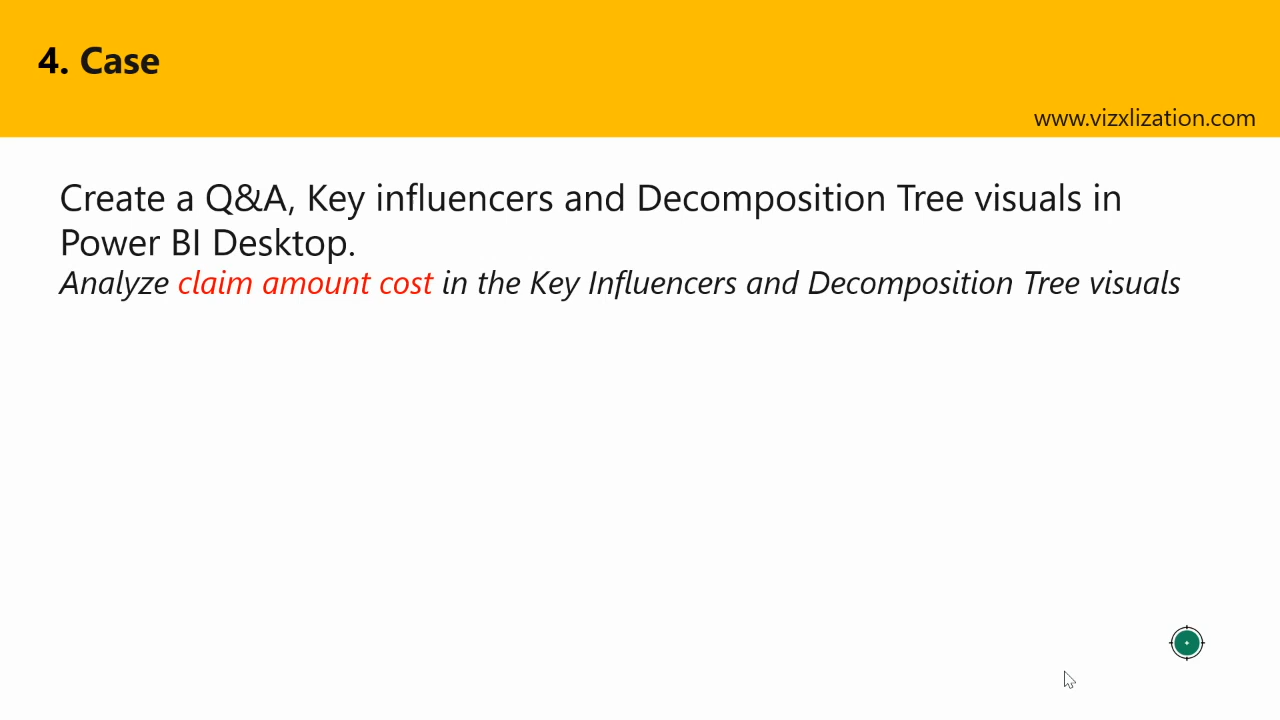 4. Case
www.vizxlization.com
Create a Q&A, Key influencers and Decomposition Tree visuals in
Power BI Desktop.
Analyze claim amount cost in the Key Influencers and Decomposition Tree visuals